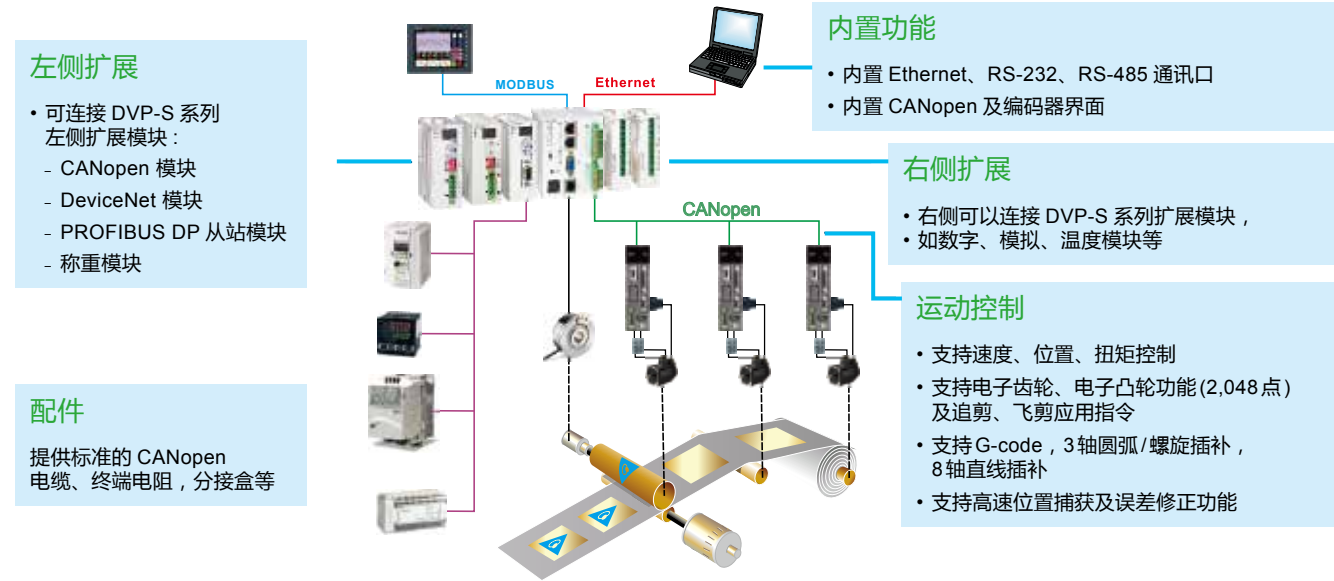 左侧扩展
• 可连接 DVP-S 系列
左侧扩展模块：
– CANopen 模块
– DeviceNet 模块
– PROFIBUS DP 从站模块
– 称重模块
配件
提供标准的 CANopen
电缆、终端电阻，分接盒等
MODBUS
Ethernet
CANopen
内置功能
• 内置 Ethernet、RS-232、RS-485 通讯口
• 内置 CANopen 及编码器界面
右侧扩展
• 右侧可以连接 DVP-S 系列扩展模块，
• 如数字、模拟、温度模块等
运动控制
• 支持速度、位置、扭矩控制
• 支持电子齿轮、电子凸轮功能(2,048点)
及追剪、飞剪应用指令
• 支持G-code，3轴圆弧/螺旋插补，
8轴直线插补
• 支持高速位置捕获及误差修正功能